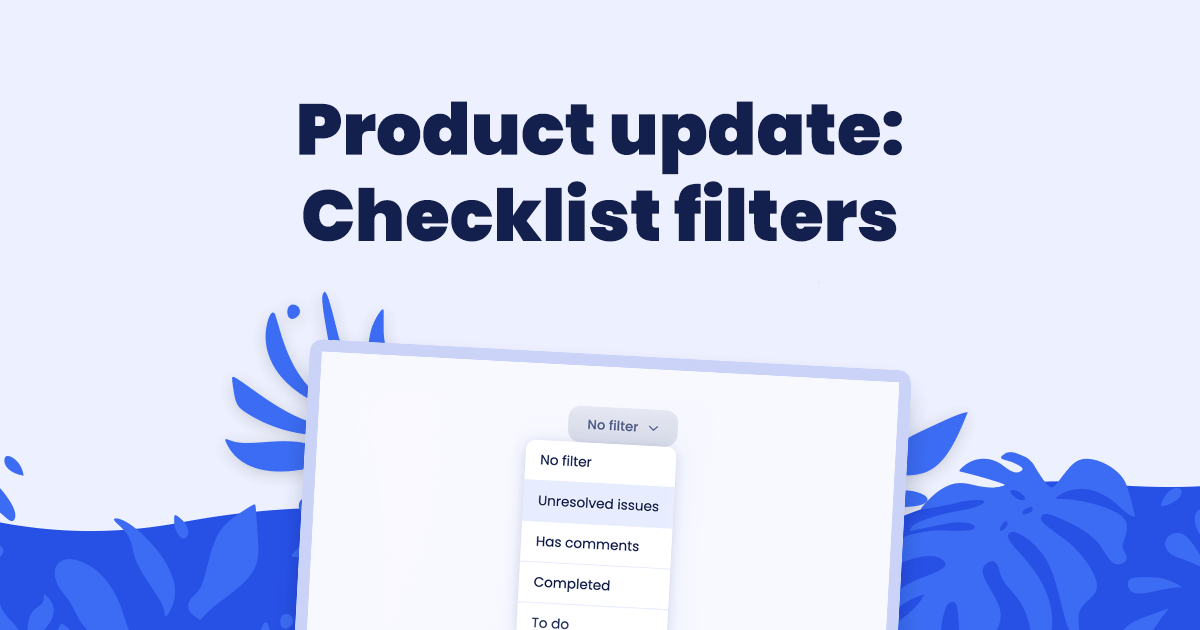 Product update:
Checklist filters
No filter
No filter
Unresolved issues
Has comments
Completed
To do